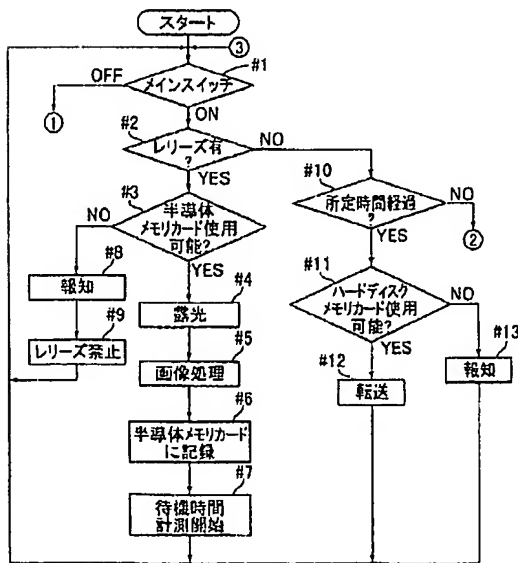 スタート
③
#1
OFF
メインスイッチ
①
ON
#2
レリーズ有
?
NO
YES
#3
#10
NO
半導体
メモリカード使用
可能?
所定時間経過
?
NO
②
YES
#8
YES
#11
報知
#4
露光
ハードディスク
メモリカード使用
可能?
NO
#9
レリーズ禁止
#5
画像処理
YES
#12
#13
転送
報知
#6
半導体メモリカード
に記録
#7
待機時間
計測開始